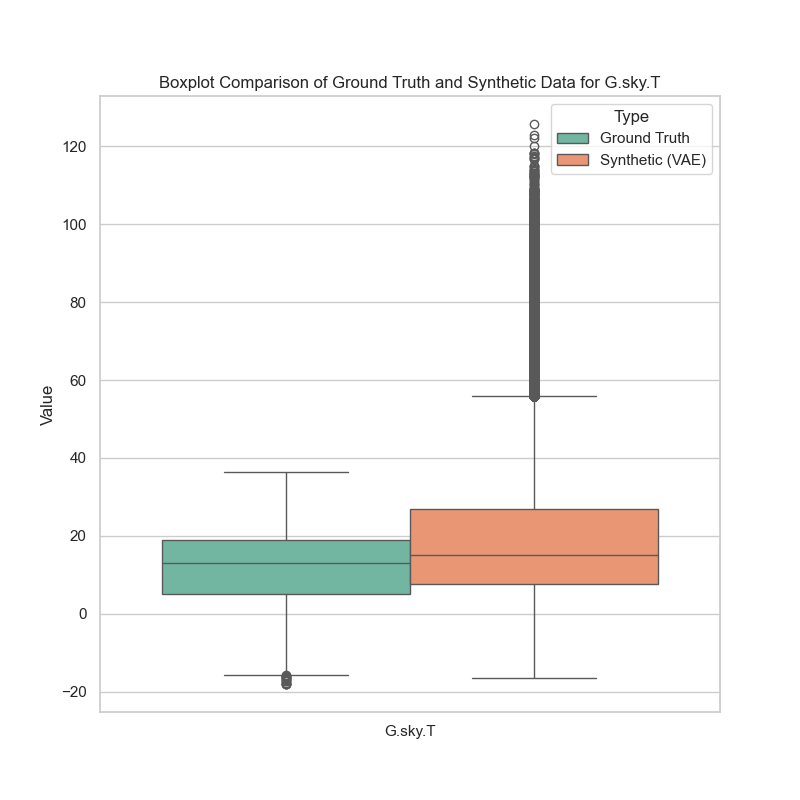 Boxplot Comparison of Ground Truth and Synthetic Data for G.sky.T
Type
Ground Truth
Synthetic (VAE)
120
100
80
60
40
20
0
−20
Value
G.sky.T